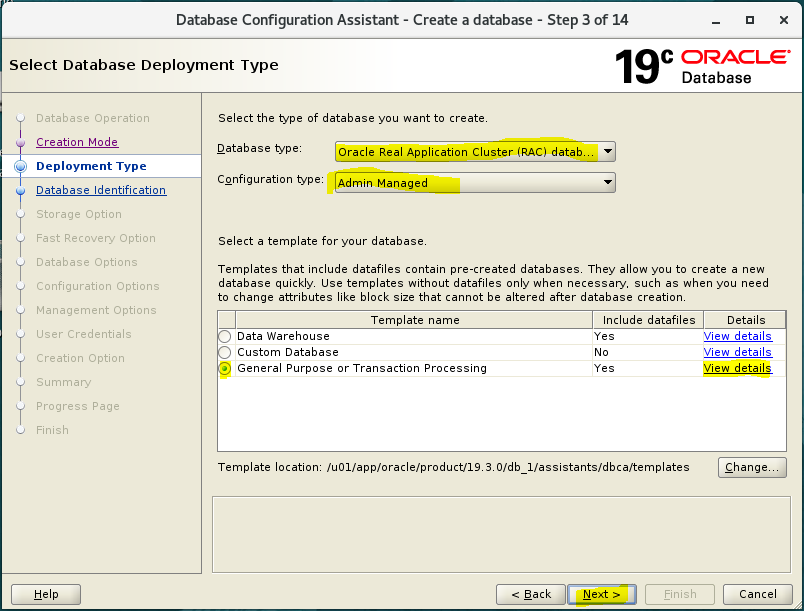 Database Configuration Assistant - Create a database - Step 3 of 14
Select Database Deployment Type
19c ORACLE Database
Database Operation
Creation Mode
Deployment Type
Database Identification
Storage Option
Fast Recovery Option
Database Options
Configuration Options
Management Options
User Credentials
Creation Option
Summary
Progress Page
Finish
Select the type of database you want to create.
Database type: Oracle Real Application Cluster (RAC) datab...
Configuration type: Admin Managed
Select a template for your database.
Templates that include datafiles contain pre-created databases. They allow you to create a new
database quickly. Use templates without datafiles only when necessary, such as when you need
to change attributes like block size that cannot be altered after database creation.
Template name Include datafiles Details
Data Warehouse Yes View details
Custom Database No View details
General Purpose or Transaction Processing Yes View details
Template location: /u01/app/oracle/product/19.3.0/db_1/assistants/dbca/templates Change...
Help < Back Next > Finish Cancel